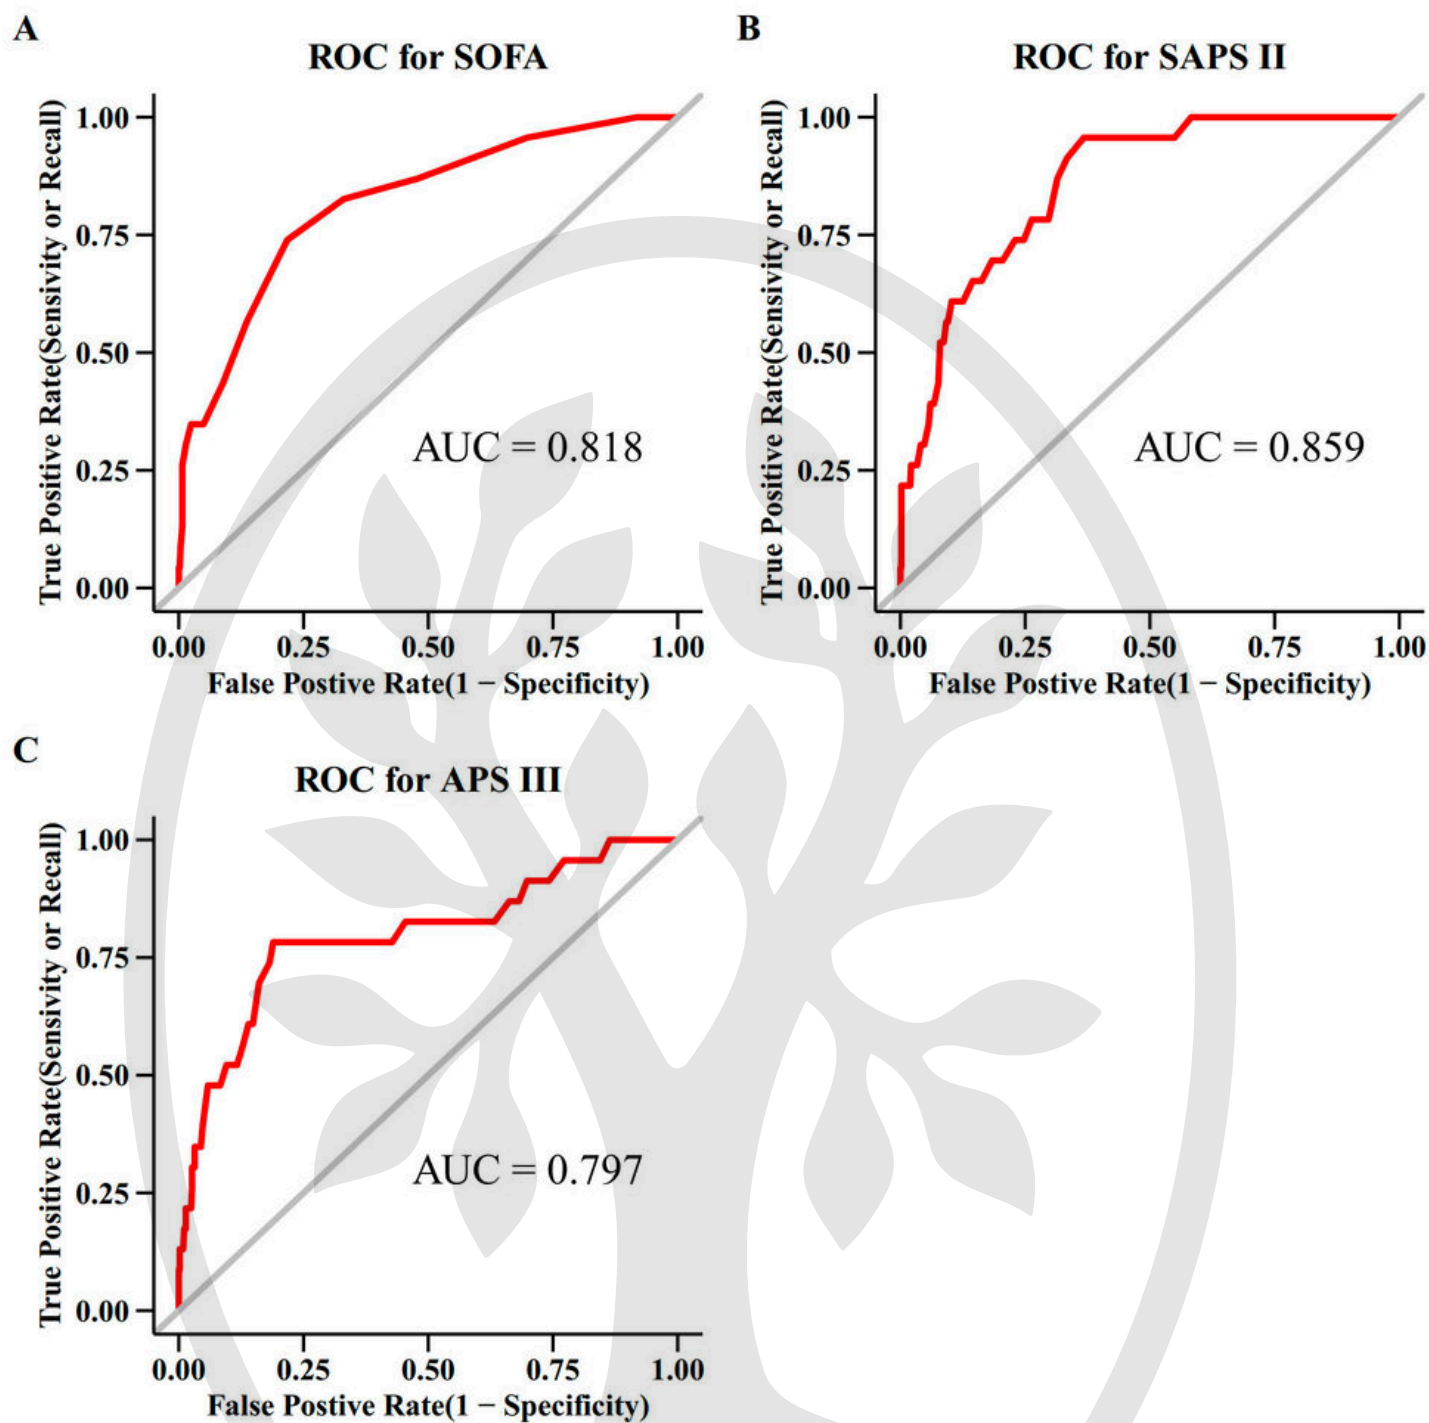 A
ROC for SOFA
True Positive Rate(Sensivity or Recall)
1.00
0.75
0.50
0.25
0.00
AUC = 0.818
0.00 0.25 0.50 0.75 1.00
False Postive Rate(1 − Specificity)
B
ROC for SAPS II
True Positive Rate(Sensivity or Recall)
1.00
0.75
0.50
0.25
0.00
AUC = 0.859
0.00 0.25 0.50 0.75 1.00
False Postive Rate(1 − Specificity)
C
ROC for APS III
True Positive Rate(Sensivity or Recall)
1.00
0.75
0.50
0.25
0.00
AUC = 0.797
0.00 0.25 0.50 0.75 1.00
False Postive Rate(1 − Specificity)